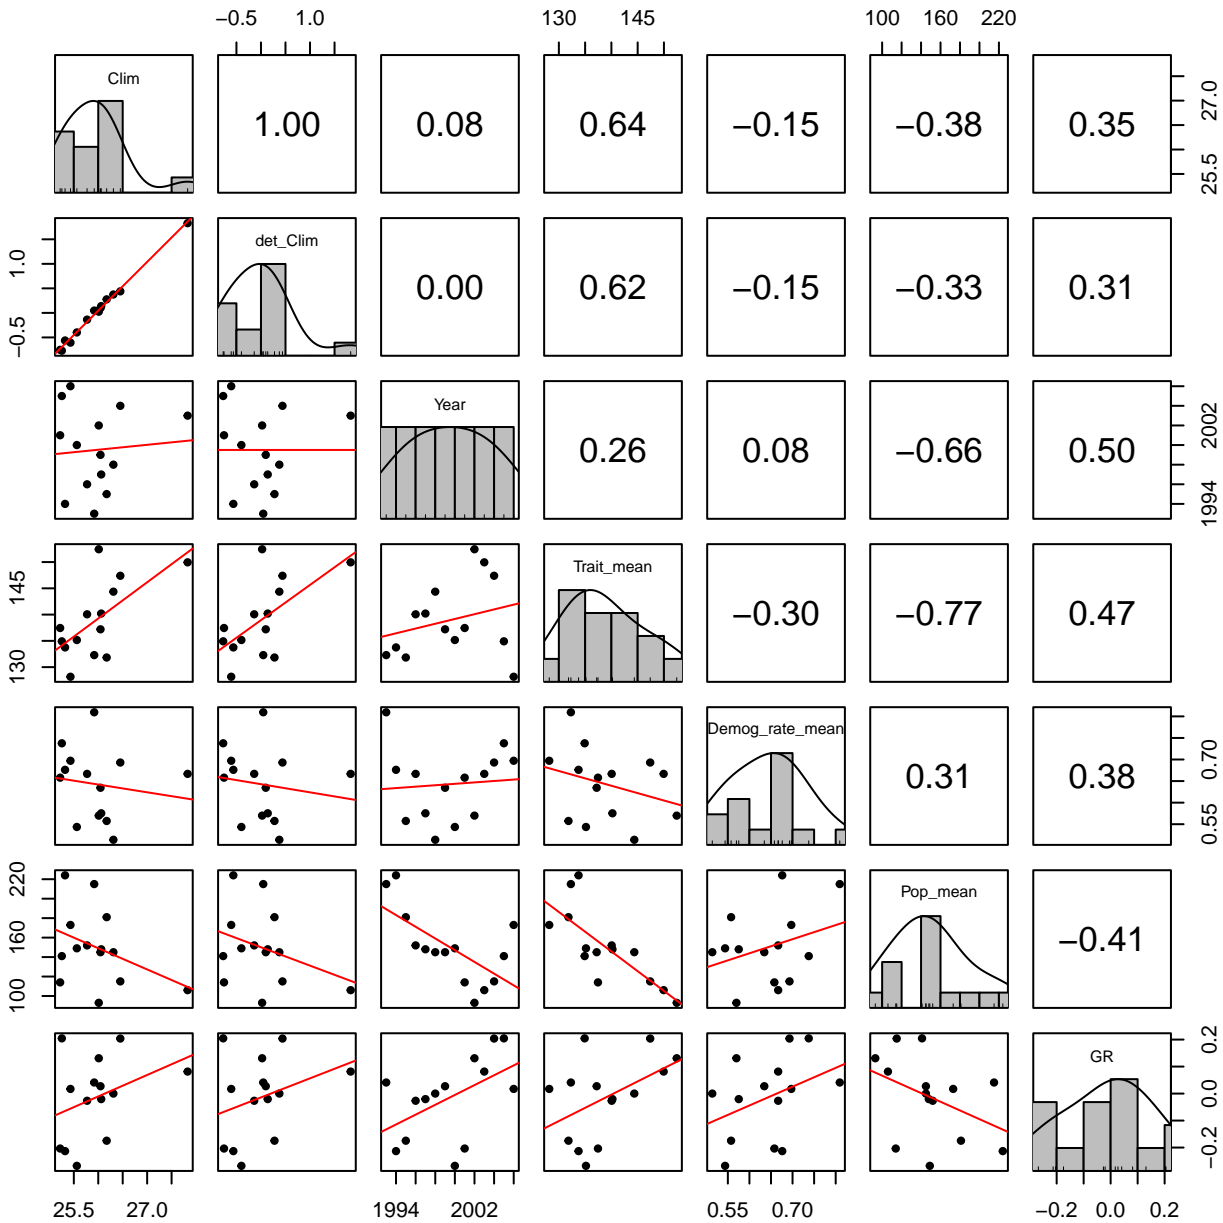 −0.5 1.0 130 145 100 160 220
Clim 1.00 0.08 0.64 −0.15 −0.38 0.35 25.5 27.0
−0.5 1.0 det_Clim 0.00 0.62 −0.15 −0.33 0.31
Year 0.26 0.08 −0.66 0.50 1994 2002
130 145 Trait_mean −0.30 −0.77 0.47
Demog_rate_mean 0.31 0.38 0.55 0.70
100 160 220 Pop_mean −0.41
GR −0.2 0.0 0.2
25.5 27.0 1994 2002 0.55 0.70 −0.2 0.0 0.2